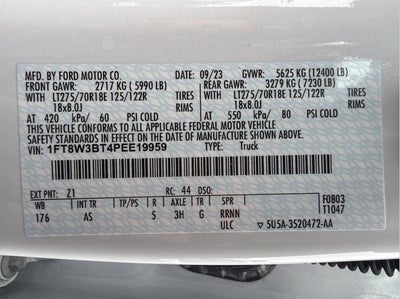 MFD. BY FORD MOTOR CO. 09/23 GVWR: 5625 KG (12400 LB)
FRONT GAWR: 2717 KG ( 5990 LB) REAR GAWR: 3279 KG ( 7230 LB)
WITH LT275/70R18E 125/122R TIRES WITH LT275/70R18E 125/122R TIRES
18x8.0J RIMS 18x8.0J RIMS
AT 420 kPa/ 60 PSI COLD AT 550 kPa/ 80 PSI COLD
THIS VEHICLE CONFORMS TO ALL APPLICABLE FEDERAL MOTOR VEHICLE
SAFETY STANDARDS IN EFFECT ON THE DATE OF MANUFACTURE SHOWN ABOVE.
VIN: 1FT8W3BT4PEE19959 TYPE: Truck
EXT PNT: Z1 RC: 44 DSO: F0803
WB INT TR TP/PS R AXLE TR SPR T1047
176 AS 5 3H G RRNN
ULC 5U5A-3520472-AA